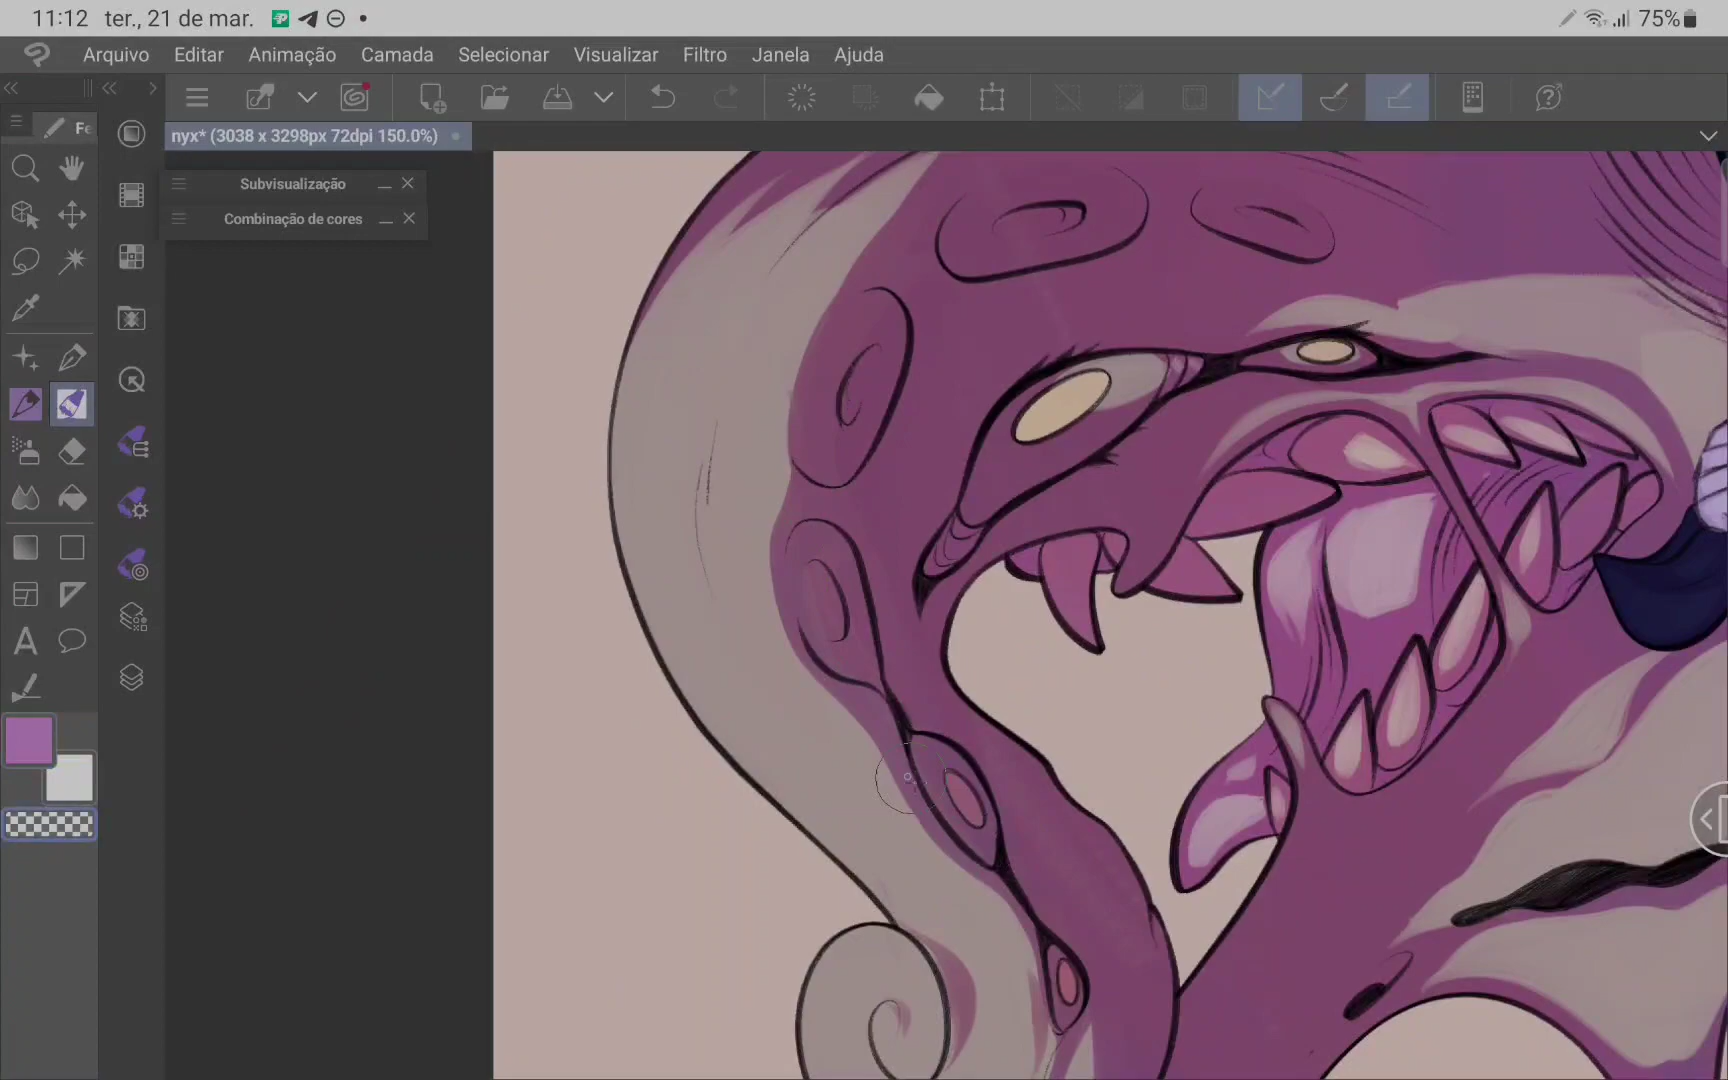 11:12 ter., 21 de mar. 75%
Arquivo Editar Animação Camada Selecionar Visualizar Filtro Janela Ajuda
Fe
nyx* (3038 x 3298px 72dpi 150.0%)
Subvisualização
Combinação de cores